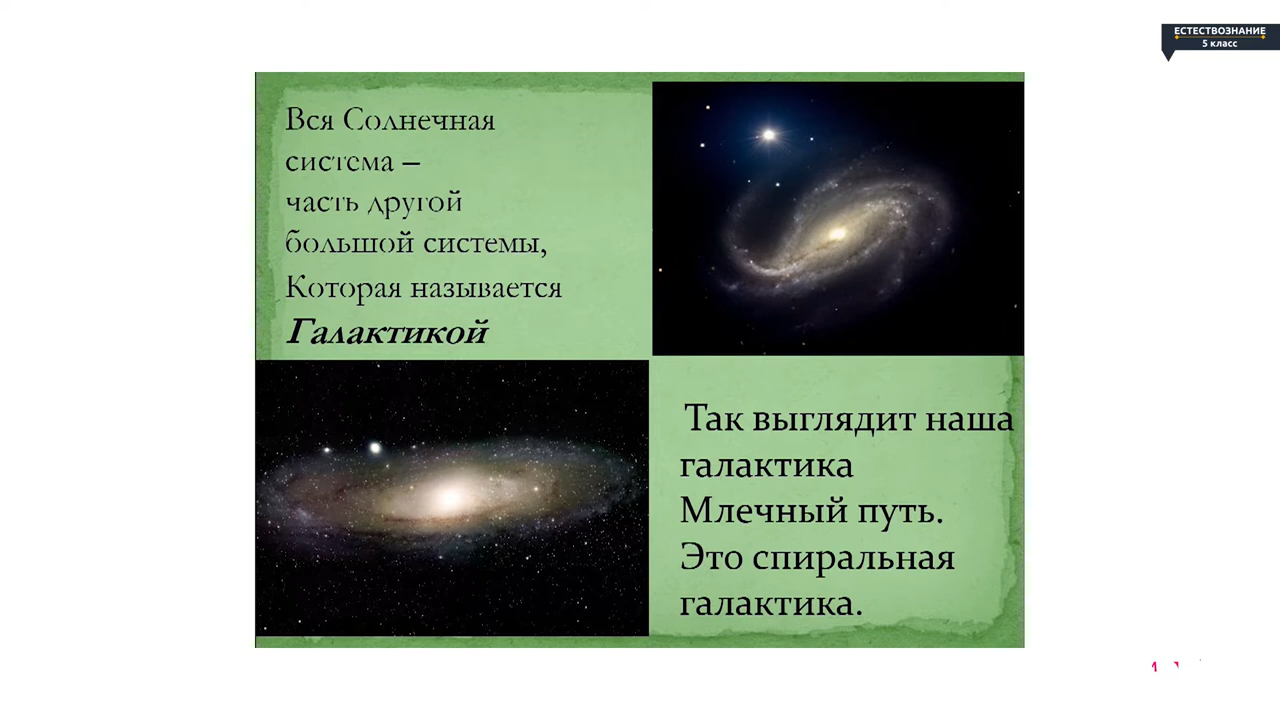 ЕСТЕСТВОЗНАНИЕ
5 класс
Вся Солнечная
система –
часть другой
большой системы,
Которая называется
Галактикой
Так выглядит наша
галактика
Млечный путь.
Это спиральная
галактика.